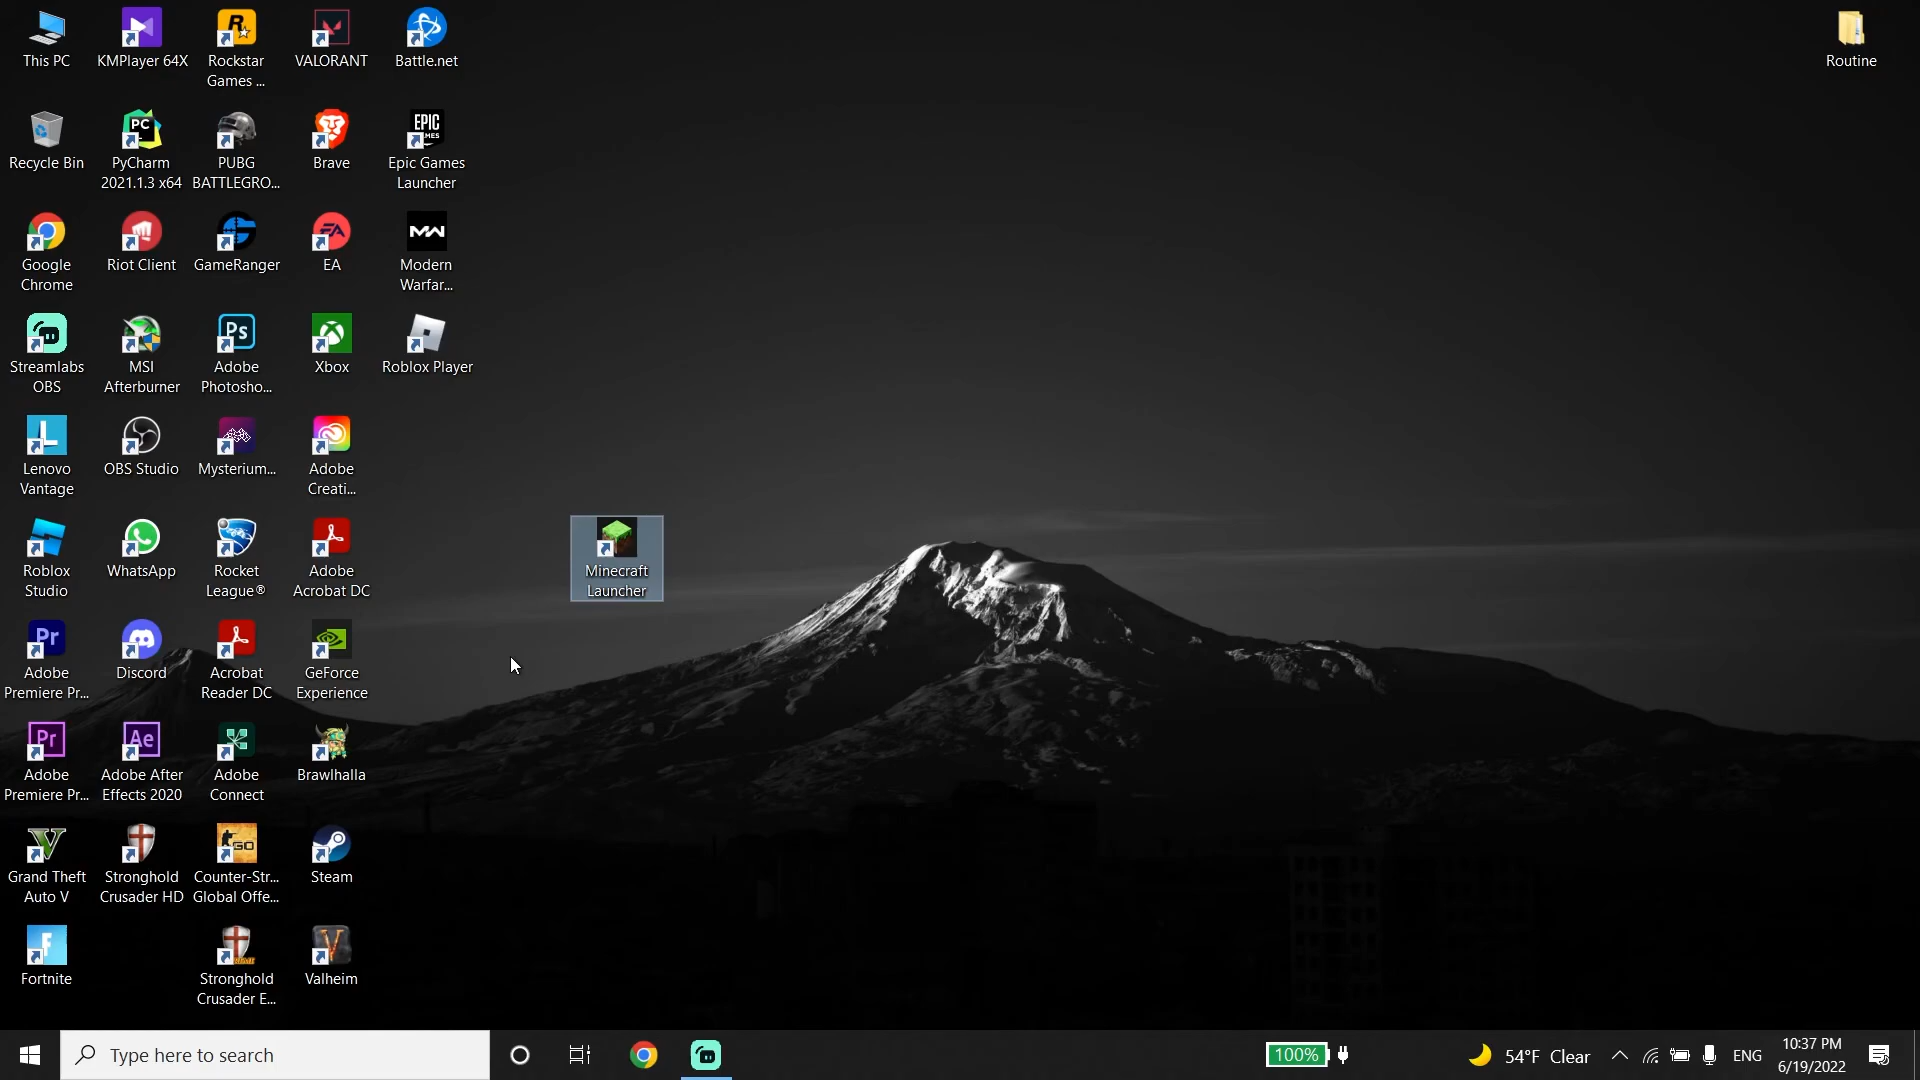 This PC
KMPlayer 64X
Rockstar
Games ...
VALORANT
Battle.net
Routine
Recycle Bin
PyCharm
2021.1.3 x64
PUBG
BATTLEGRO...
Brave
EPIC
Epic Games
Launcher
Google
Chrome
Riot Client
GameRanger
EA
Modern
Warfar...
Streamlabs
OBS
MSI
Afterburner
Adobe
Photosho...
Xbox
Roblox Player
Lenovo
Vantage
OBS Studio
Mysterium...
Adobe
Creati...
Roblox
Studio
WhatsApp
Rocket
League®
Adobe
Acrobat DC
Minecraft
Launcher
Adobe
Premiere Pr...
Discord
Acrobat
Reader DC
GeForce
Experience
Adobe
Premiere Pr...
Adobe After
Effects 2020
Adobe
Connect
Brawlhalla
Grand Theft
Auto V
Stronghold
Crusader HD
Counter-Str...
Global Offe...
Steam
Fortnite
Stronghold
Crusader E...
Valheim
Type here to search
100%
54°F Clear
ENG
10:37 PM
6/19/2022